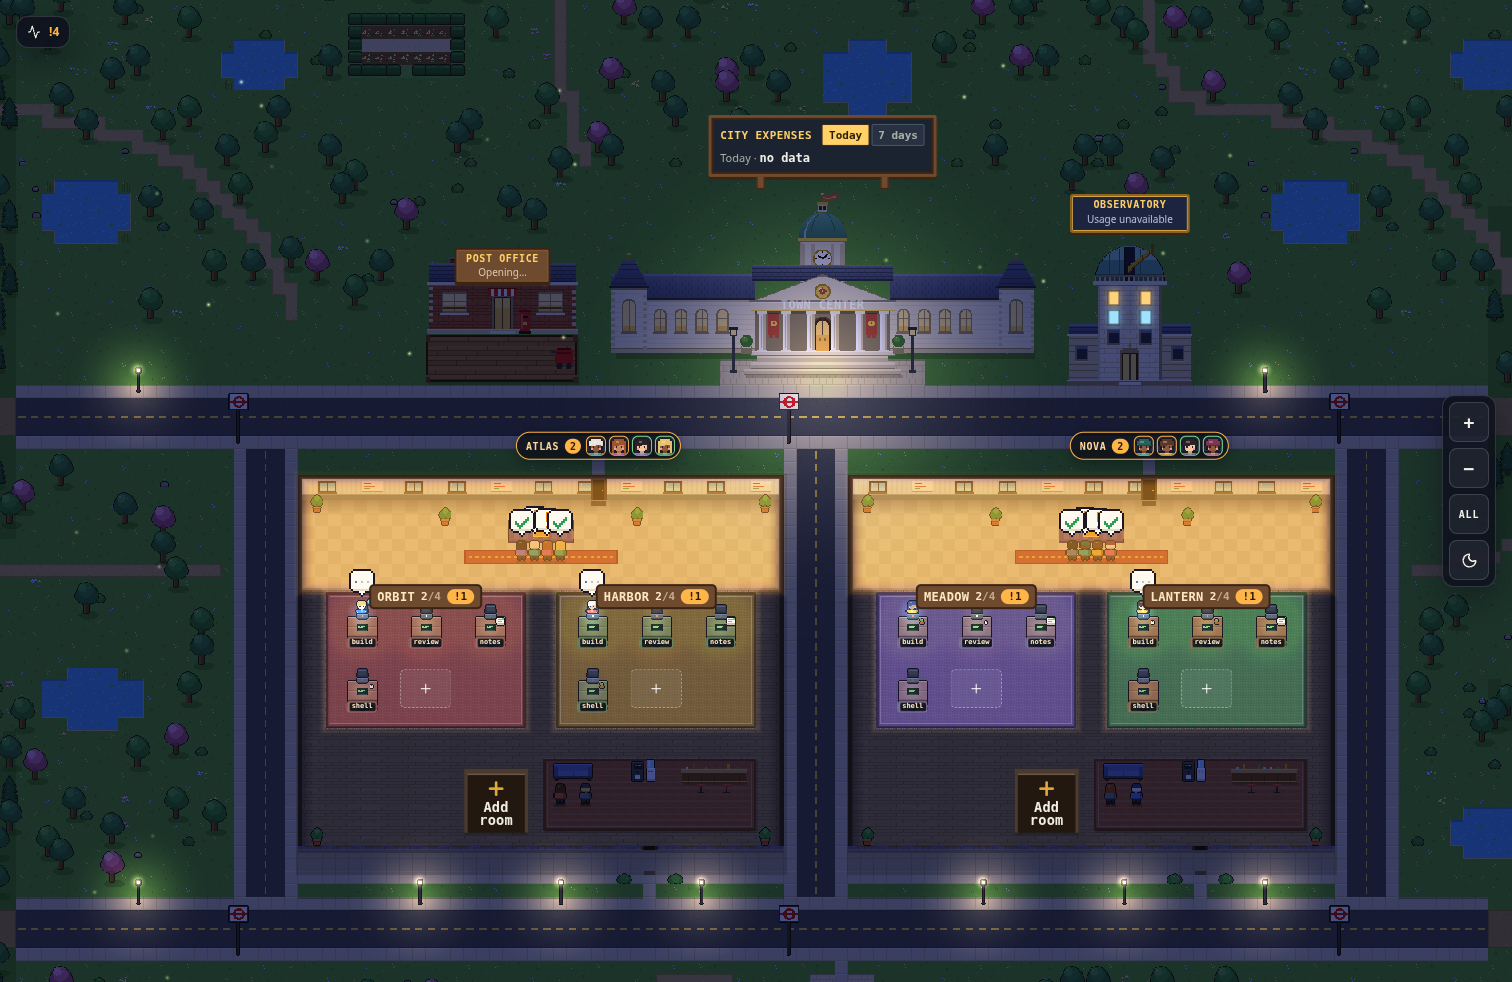 !4
CITY EXPENSES Today 7 days
Today · no data
OBSERVATORY
Usage unavailable
POST OFFICE
Opening...
TOWN CENTER
ATLAS 2
NOVA 2
+
−
ALL
ORBIT 2/4 !1
HARBOR 2/4 !1
MEADOW 2/4 !1
LANTERN 2/4 !1
build review notes
build review notes
build review notes
build review notes
shell +
shell +
shell +
shell +
+
Add
room
+
Add
room